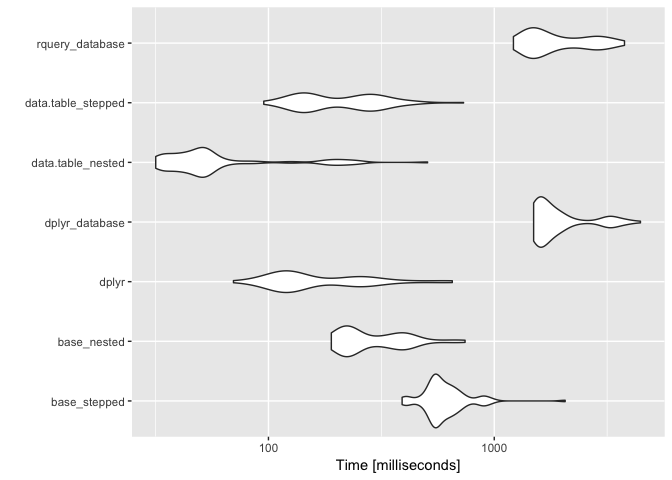 rquery_database
data.table_stepped
data.table_nested
dplyr_database
dplyr
base_nested
base_stepped
100 1000
Time [milliseconds]